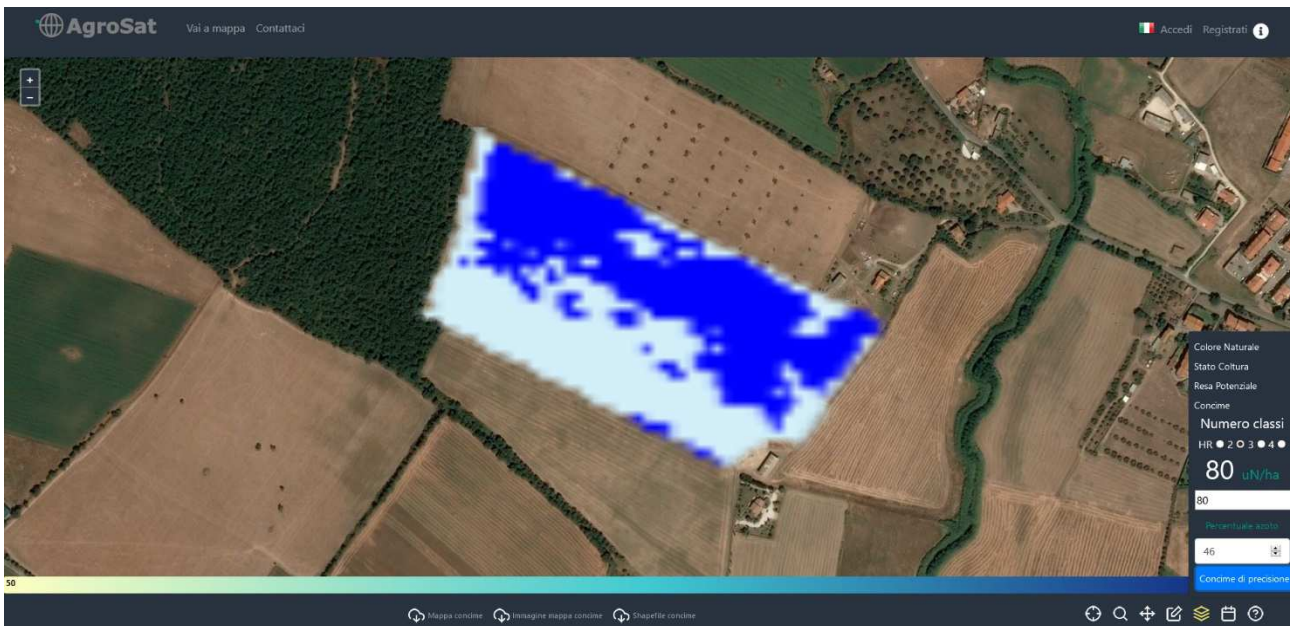 AgroSat
Vai a mappa Contattaci
Accedi Registrati i
+
−
Colore Naturale
Stato Coltura
Resa Potenziale
Concime
Numero classi
HR 2 3 4
80 uN/ha
80
Percentuale azoto
46
Concime di precisione
50
Mappa concime Immagine mappa concime Shapefile concime
?